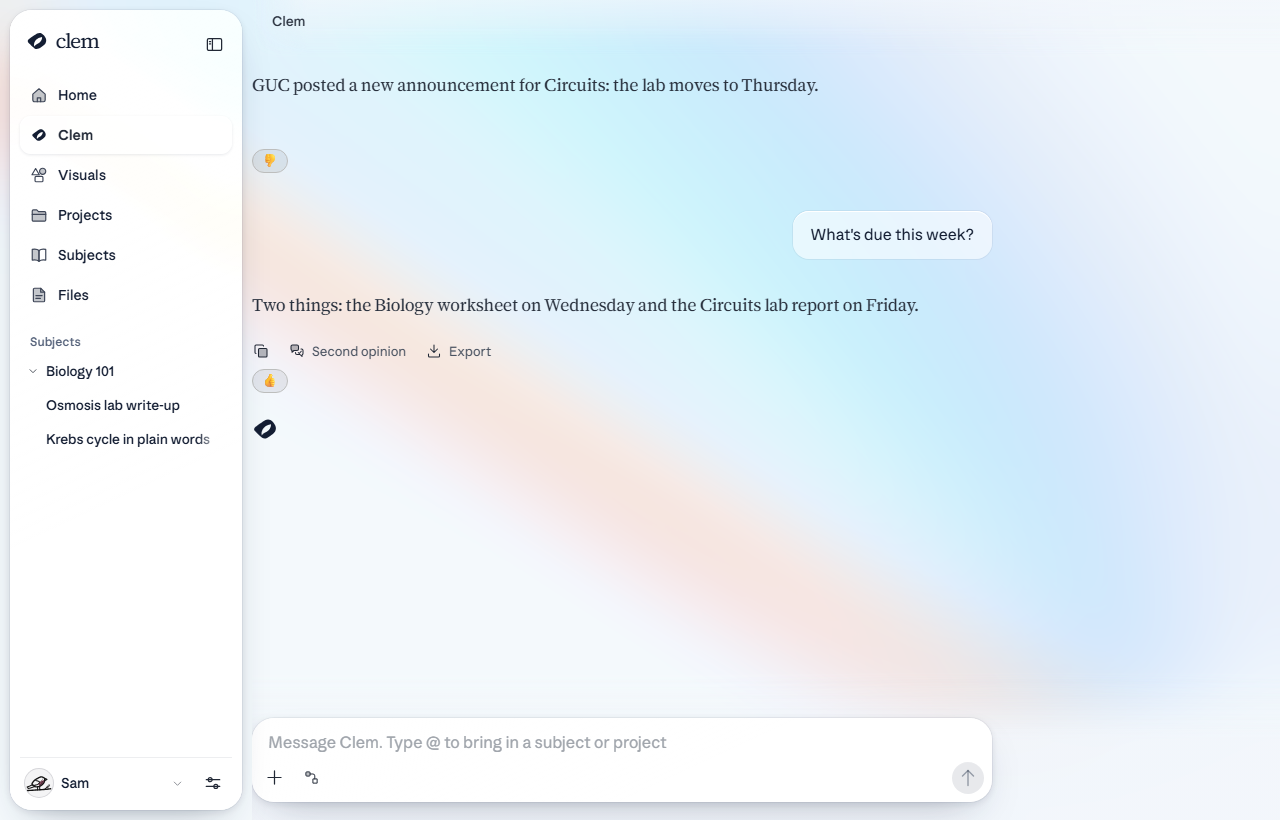 clem
Home
Clem
Visuals
Projects
Subjects
Files
Subjects
Biology 101
Osmosis lab write-up
Krebs cycle in plain words
Sam
Clem
GUC posted a new announcement for Circuits: the lab moves to Thursday.
👎
What's due this week?
Two things: the Biology worksheet on Wednesday and the Circuits lab report on Friday.
Second opinion
Export
👍
Message Clem. Type @ to bring in a subject or project